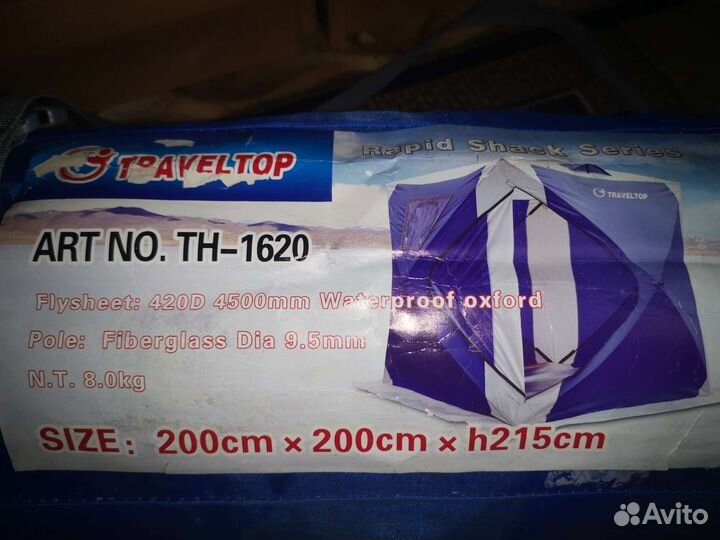 TRAVELTOP
Rapid Shack Series
TRAVELTOP
ART NO. TH-1620
Flysheet: 420D 4500mm Waterproof oxford
Pole: Fiberglass Dia 9.5mm
N.T. 8.0kg
SIZE: 200cm × 200cm × h215cm
Avito